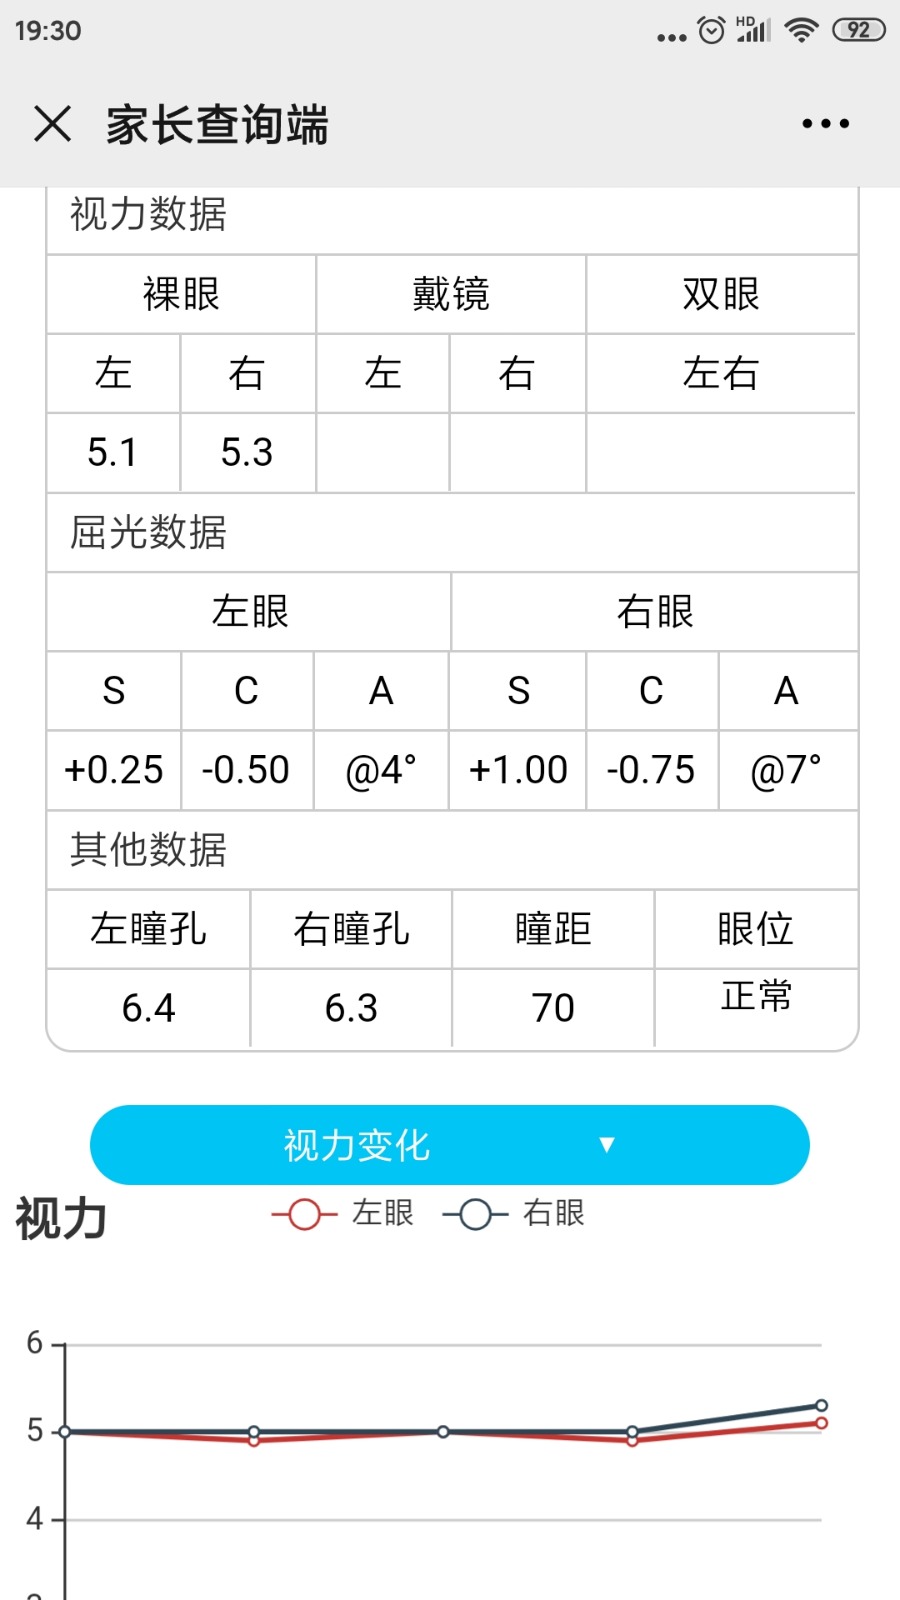 19:30
HD
92
家长查询端
视力数据
裸眼 戴镜 双眼
左 右 左 右 左右
5.1 5.3
屈光数据
左眼 右眼
S C A S C A
+0.25 -0.50 @4° +1.00 -0.75 @7°
其他数据
左瞳孔 右瞳孔 瞳距 眼位
6.4 6.3 70 正常
视力变化
视力
左眼 右眼
6
5
4